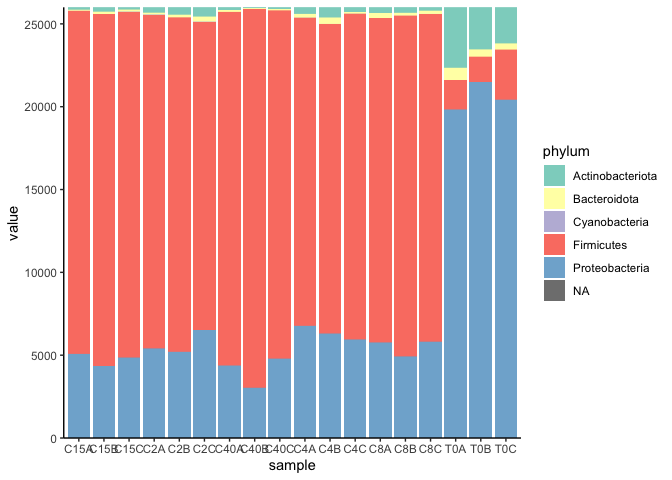 25000
20000
15000
10000
5000
0
value
C15A C15B C15C C2A C2B C2C C40A C40B C40C C4A C4B C4C C8A C8B C8C T0A T0B T0C
sample
phylum
Actinobacteriota
Bacteroidota
Cyanobacteria
Firmicutes
Proteobacteria
NA